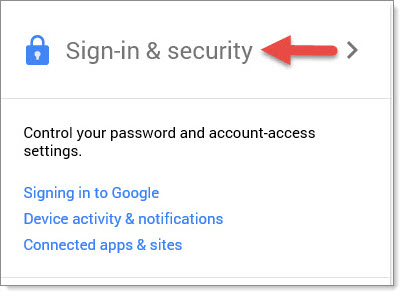 Sign-in & security
Control your password and account-access
settings.
Signing in to Google
Device activity & notifications
Connected apps & sites